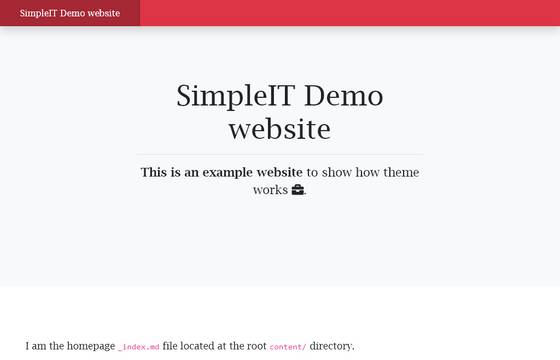 SimpleIT Demo website
SimpleIT Demo
website
This is an example website to show how theme
works.
I am the homepage _index.md file located at the root content/ directory.